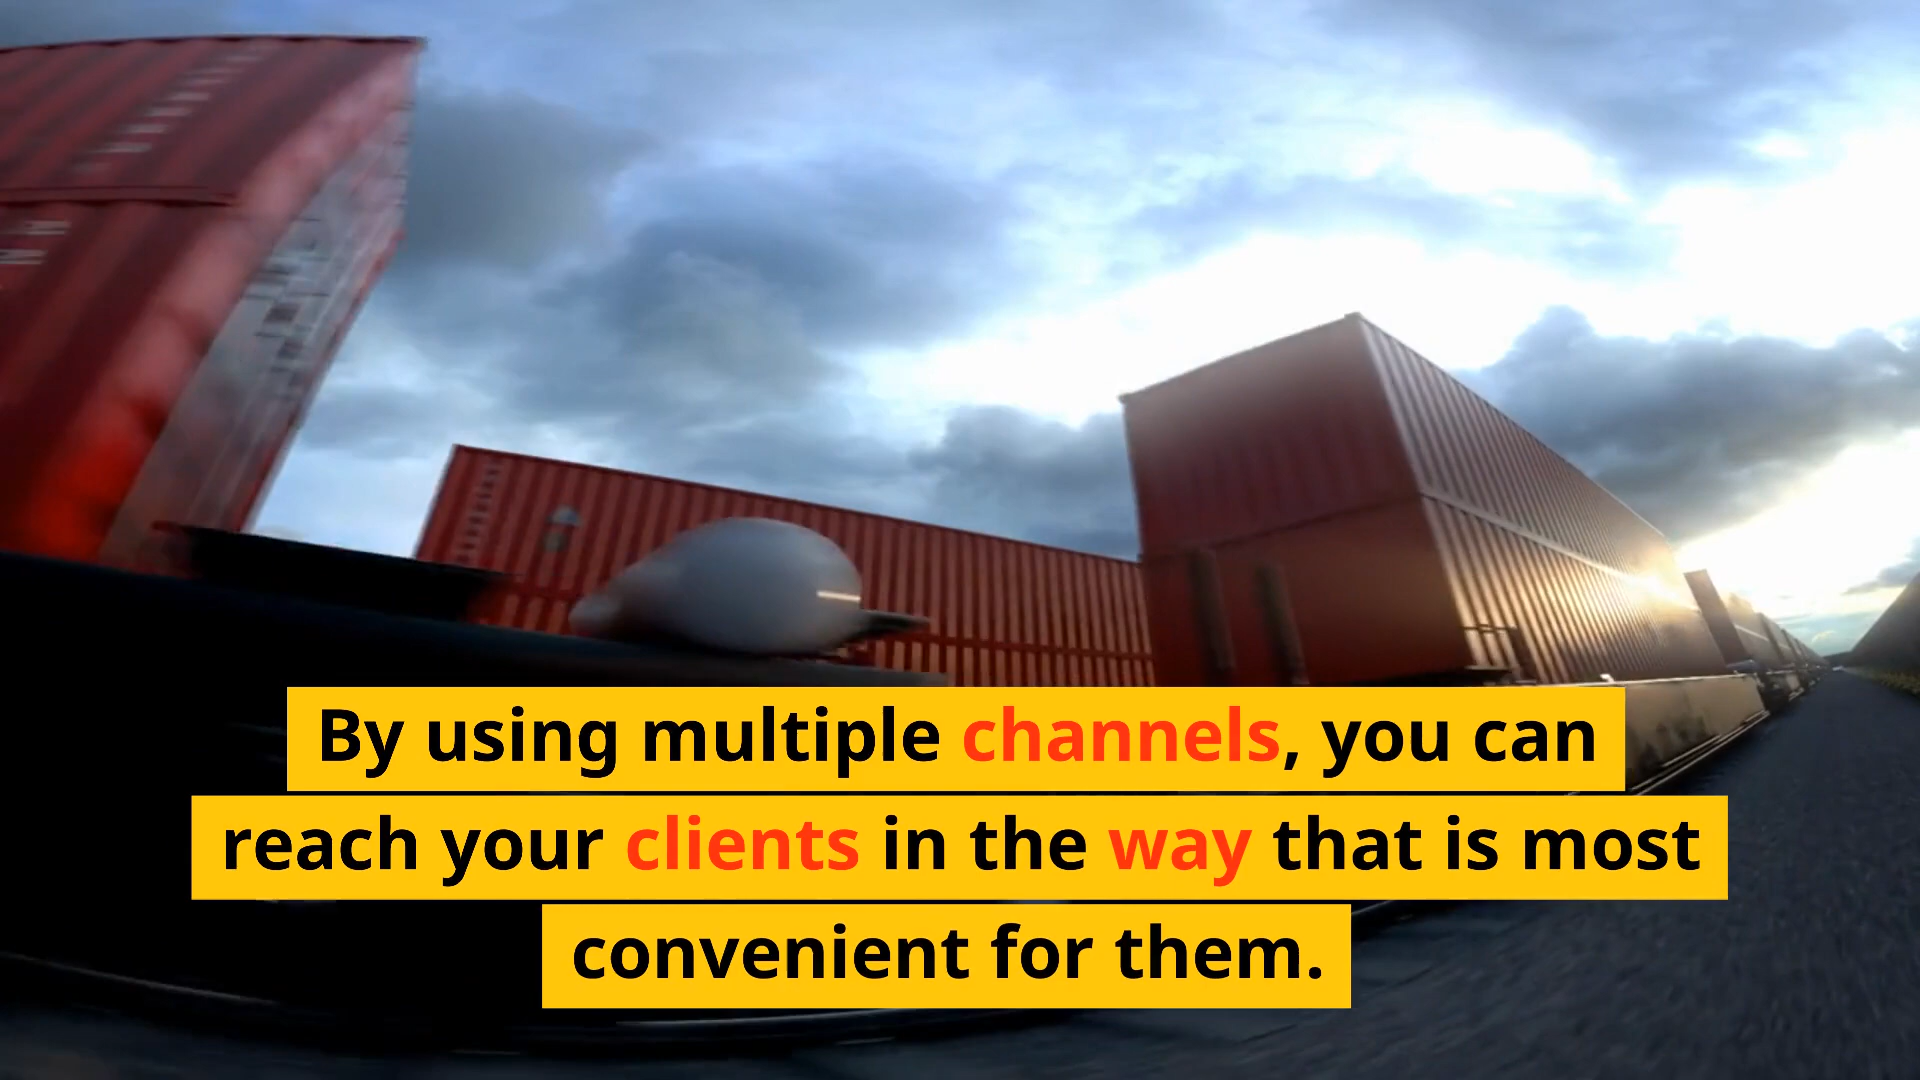 By using multiple channels, you can
reach your clients in the way that is most
convenient for them.